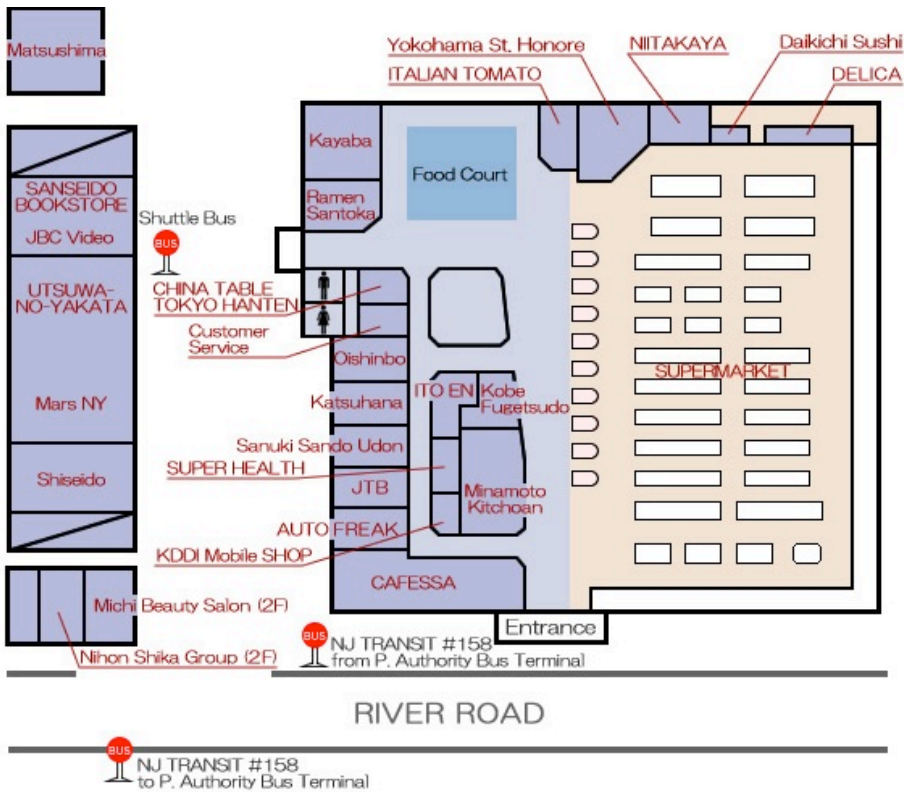 Matsushima
Yokohama St. Honore
NIITAKAYA
Daikichi Sushi
ITALIAN TOMATO
DELICA
Kayaba
Food Court
SANSEIDO
BOOKSTORE
Ramen
Santoka
Shuttle Bus
JBC Video
BUS
UTSUWA-
NO-YAKATA
CHINA TABLE
TOKYO HANTEN
Customer
Service
Oishinbo
SUPERMARKET
Mars NY
Katsuhana
ITO EN
Kobe
Fugetsudo
Sanuki Sando Udon
SUPER HEALTH
Shiseido
JTB
Minamoto
Kitchoan
AUTO FREAK
KDDI Mobile SHOP
CAFESSA
Michi Beauty Salon (2F)
Entrance
Nihon Shika Group (2F)
BUS
NJ TRANSIT #158
from P. Authority Bus Terminal
RIVER ROAD
BUS
NJ TRANSIT #158
to P. Authority Bus Terminal